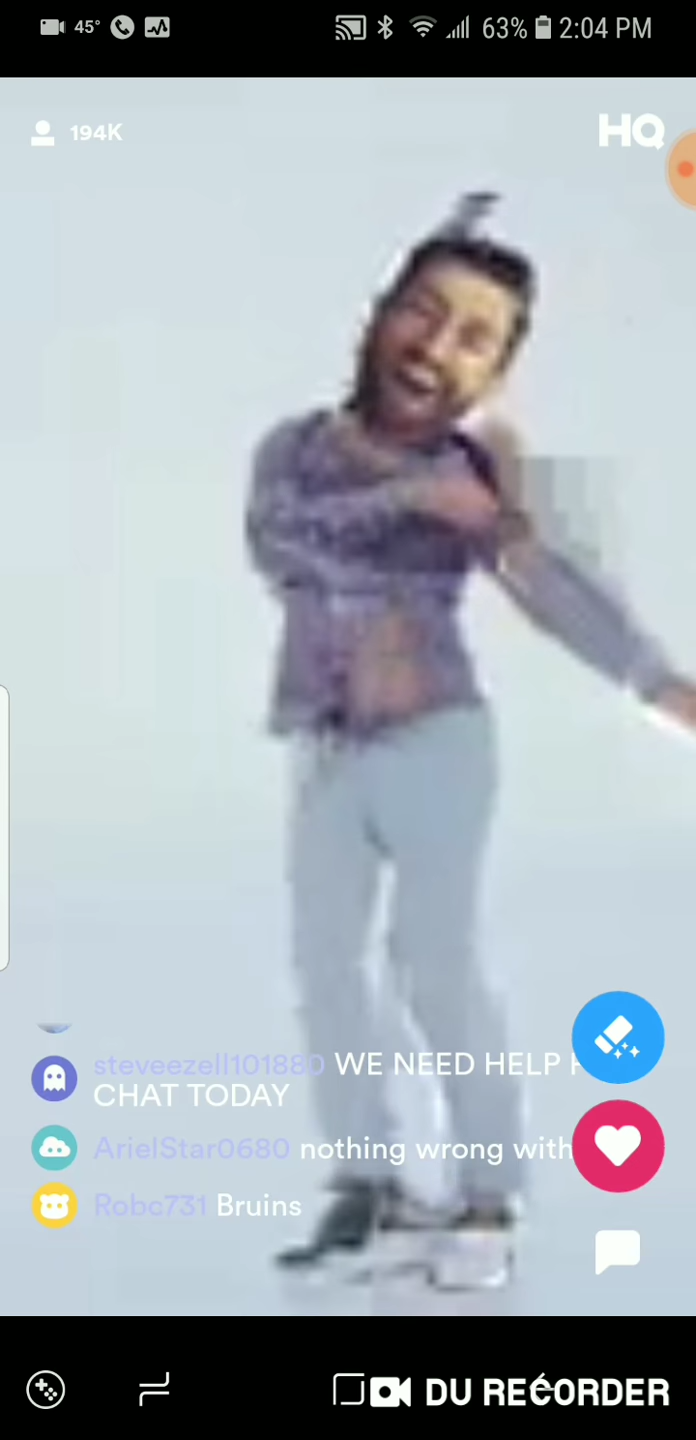 45°
63% 2:04 PM
194K
HQ
steveezell101880 WE NEED HELP
CHAT TODAY
ArielStar0680 nothing wrong with
Robc731 Bruins
DU RECORDER